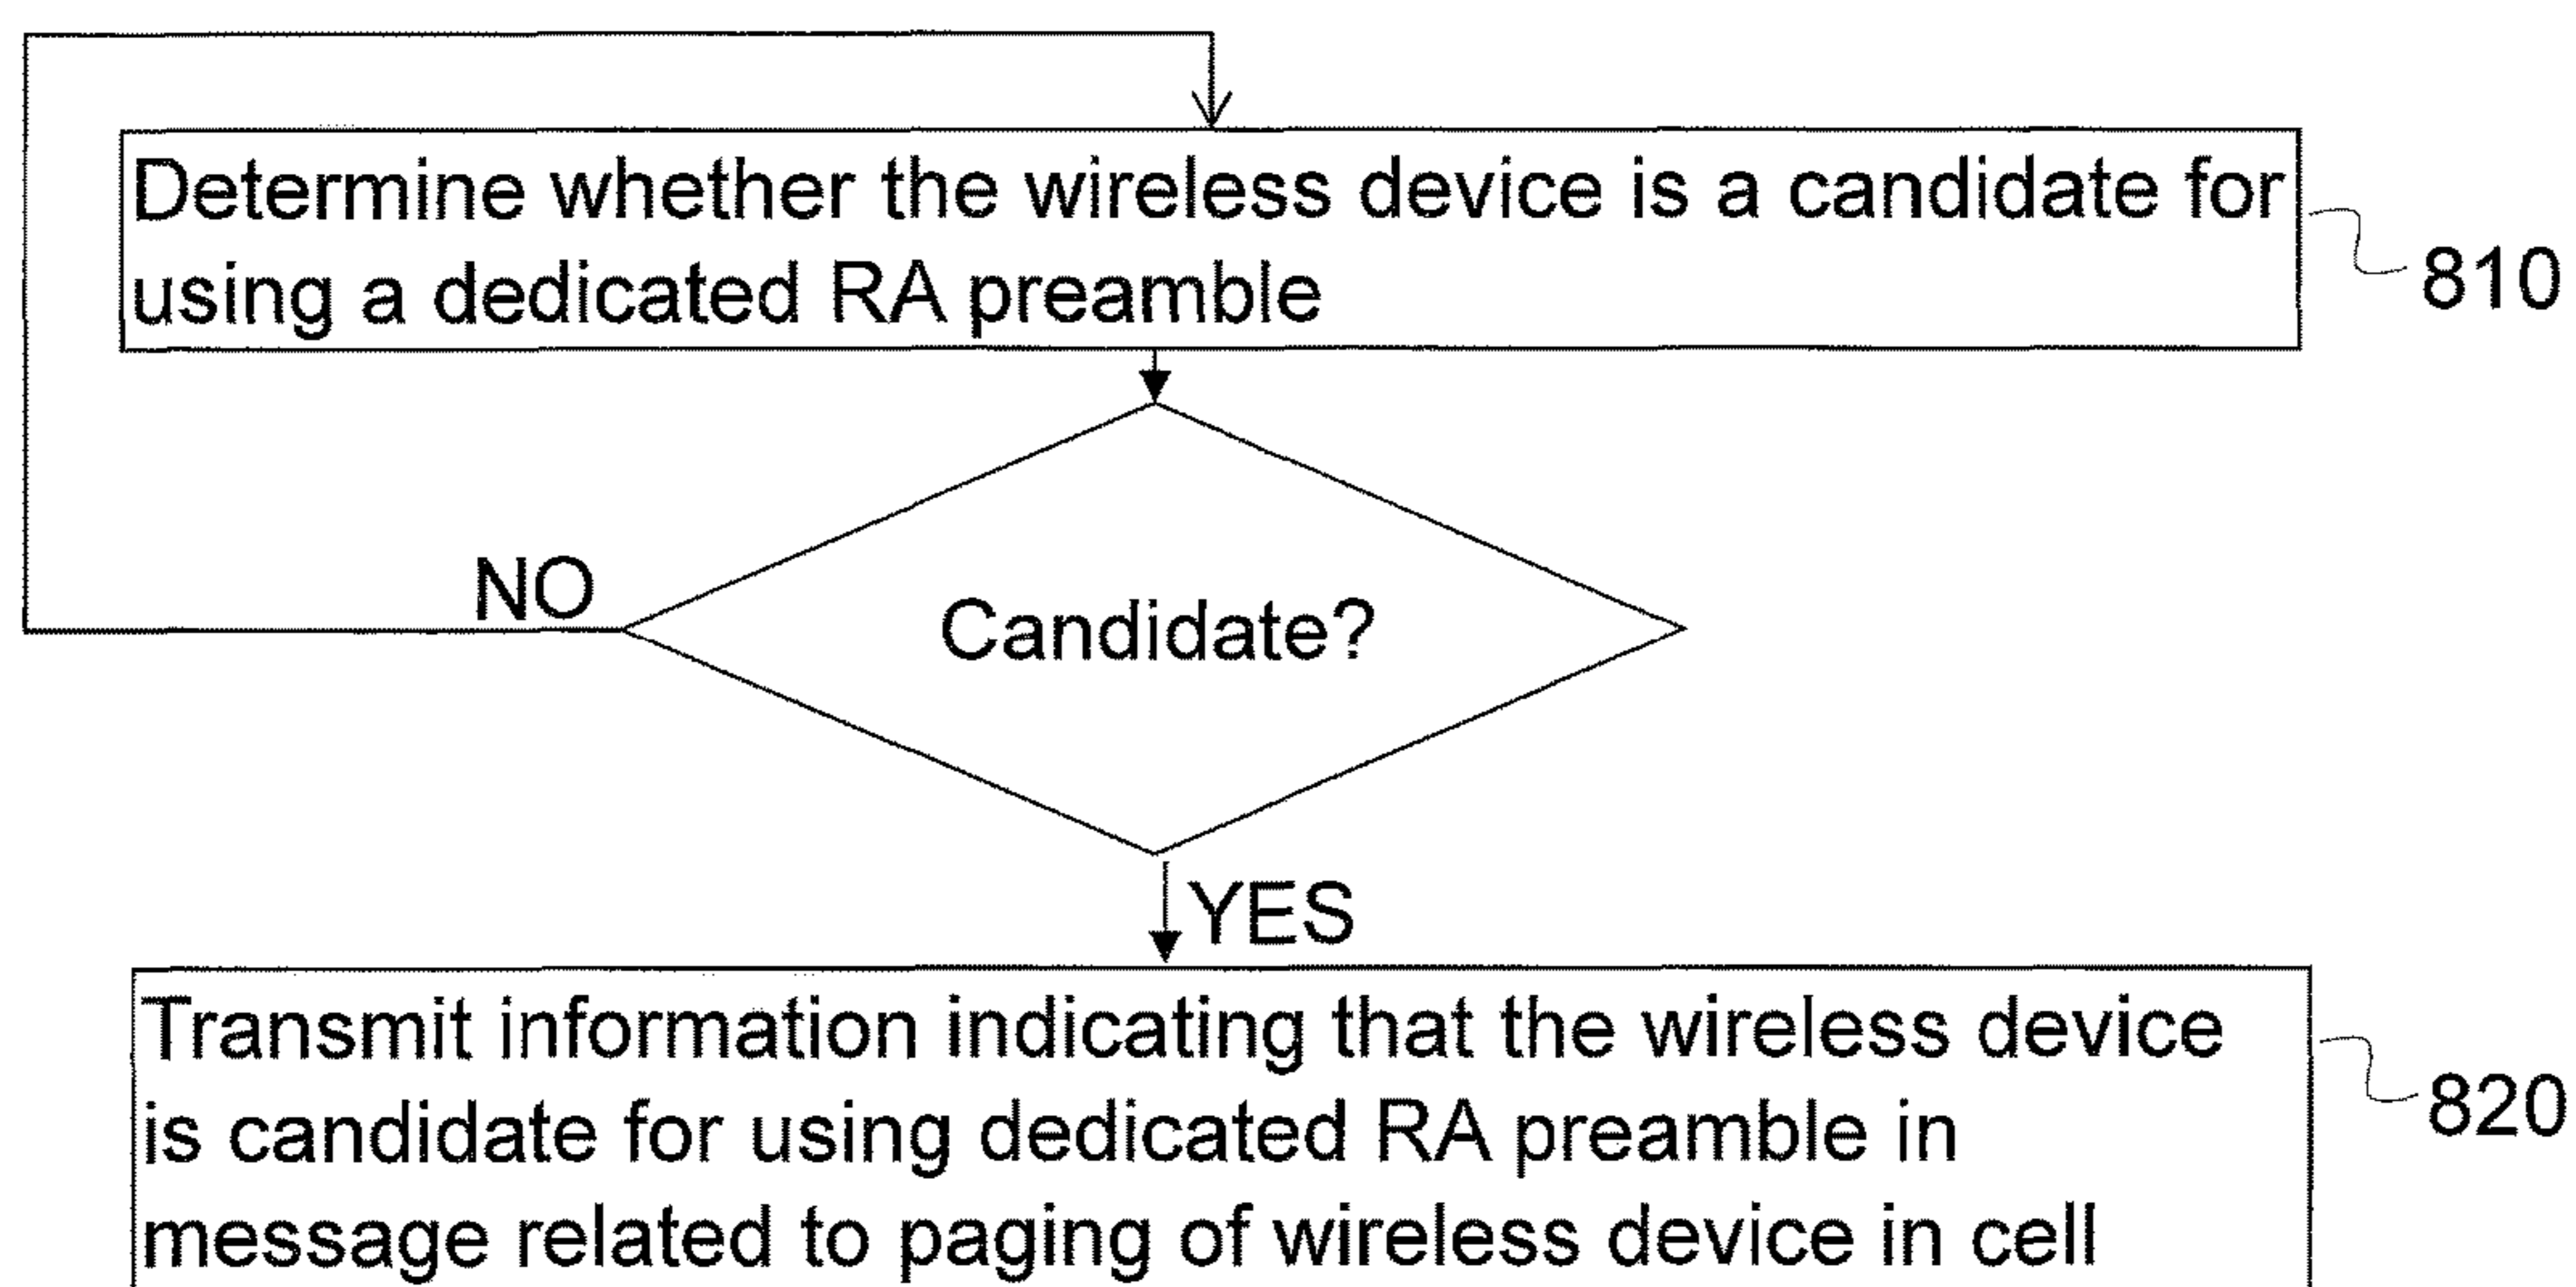 Determine whether the wireless device is a candidate for
using a dedicated RA preamble
810
NO
Candidate?
YES
Transmit information indicating that the wireless device
is candidate for using dedicated RA preamble in
message related to paging of wireless device in cell
820